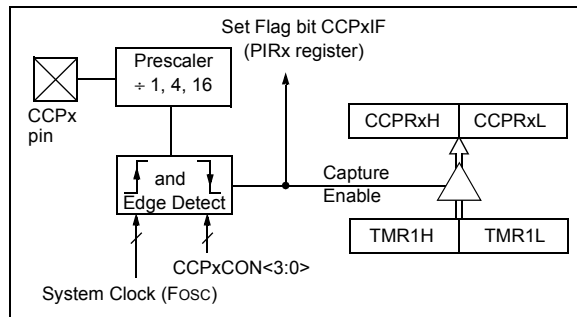 Set Flag bit CCPxIF
(PIRx register)
Prescaler
÷ 1, 4, 16
CCPx
pin
CCPRxH
CCPRxL
and
Edge Detect
Capture
Enable
TMR1H
TMR1L
CCPxCON<3:0>
System Clock (FOSC)